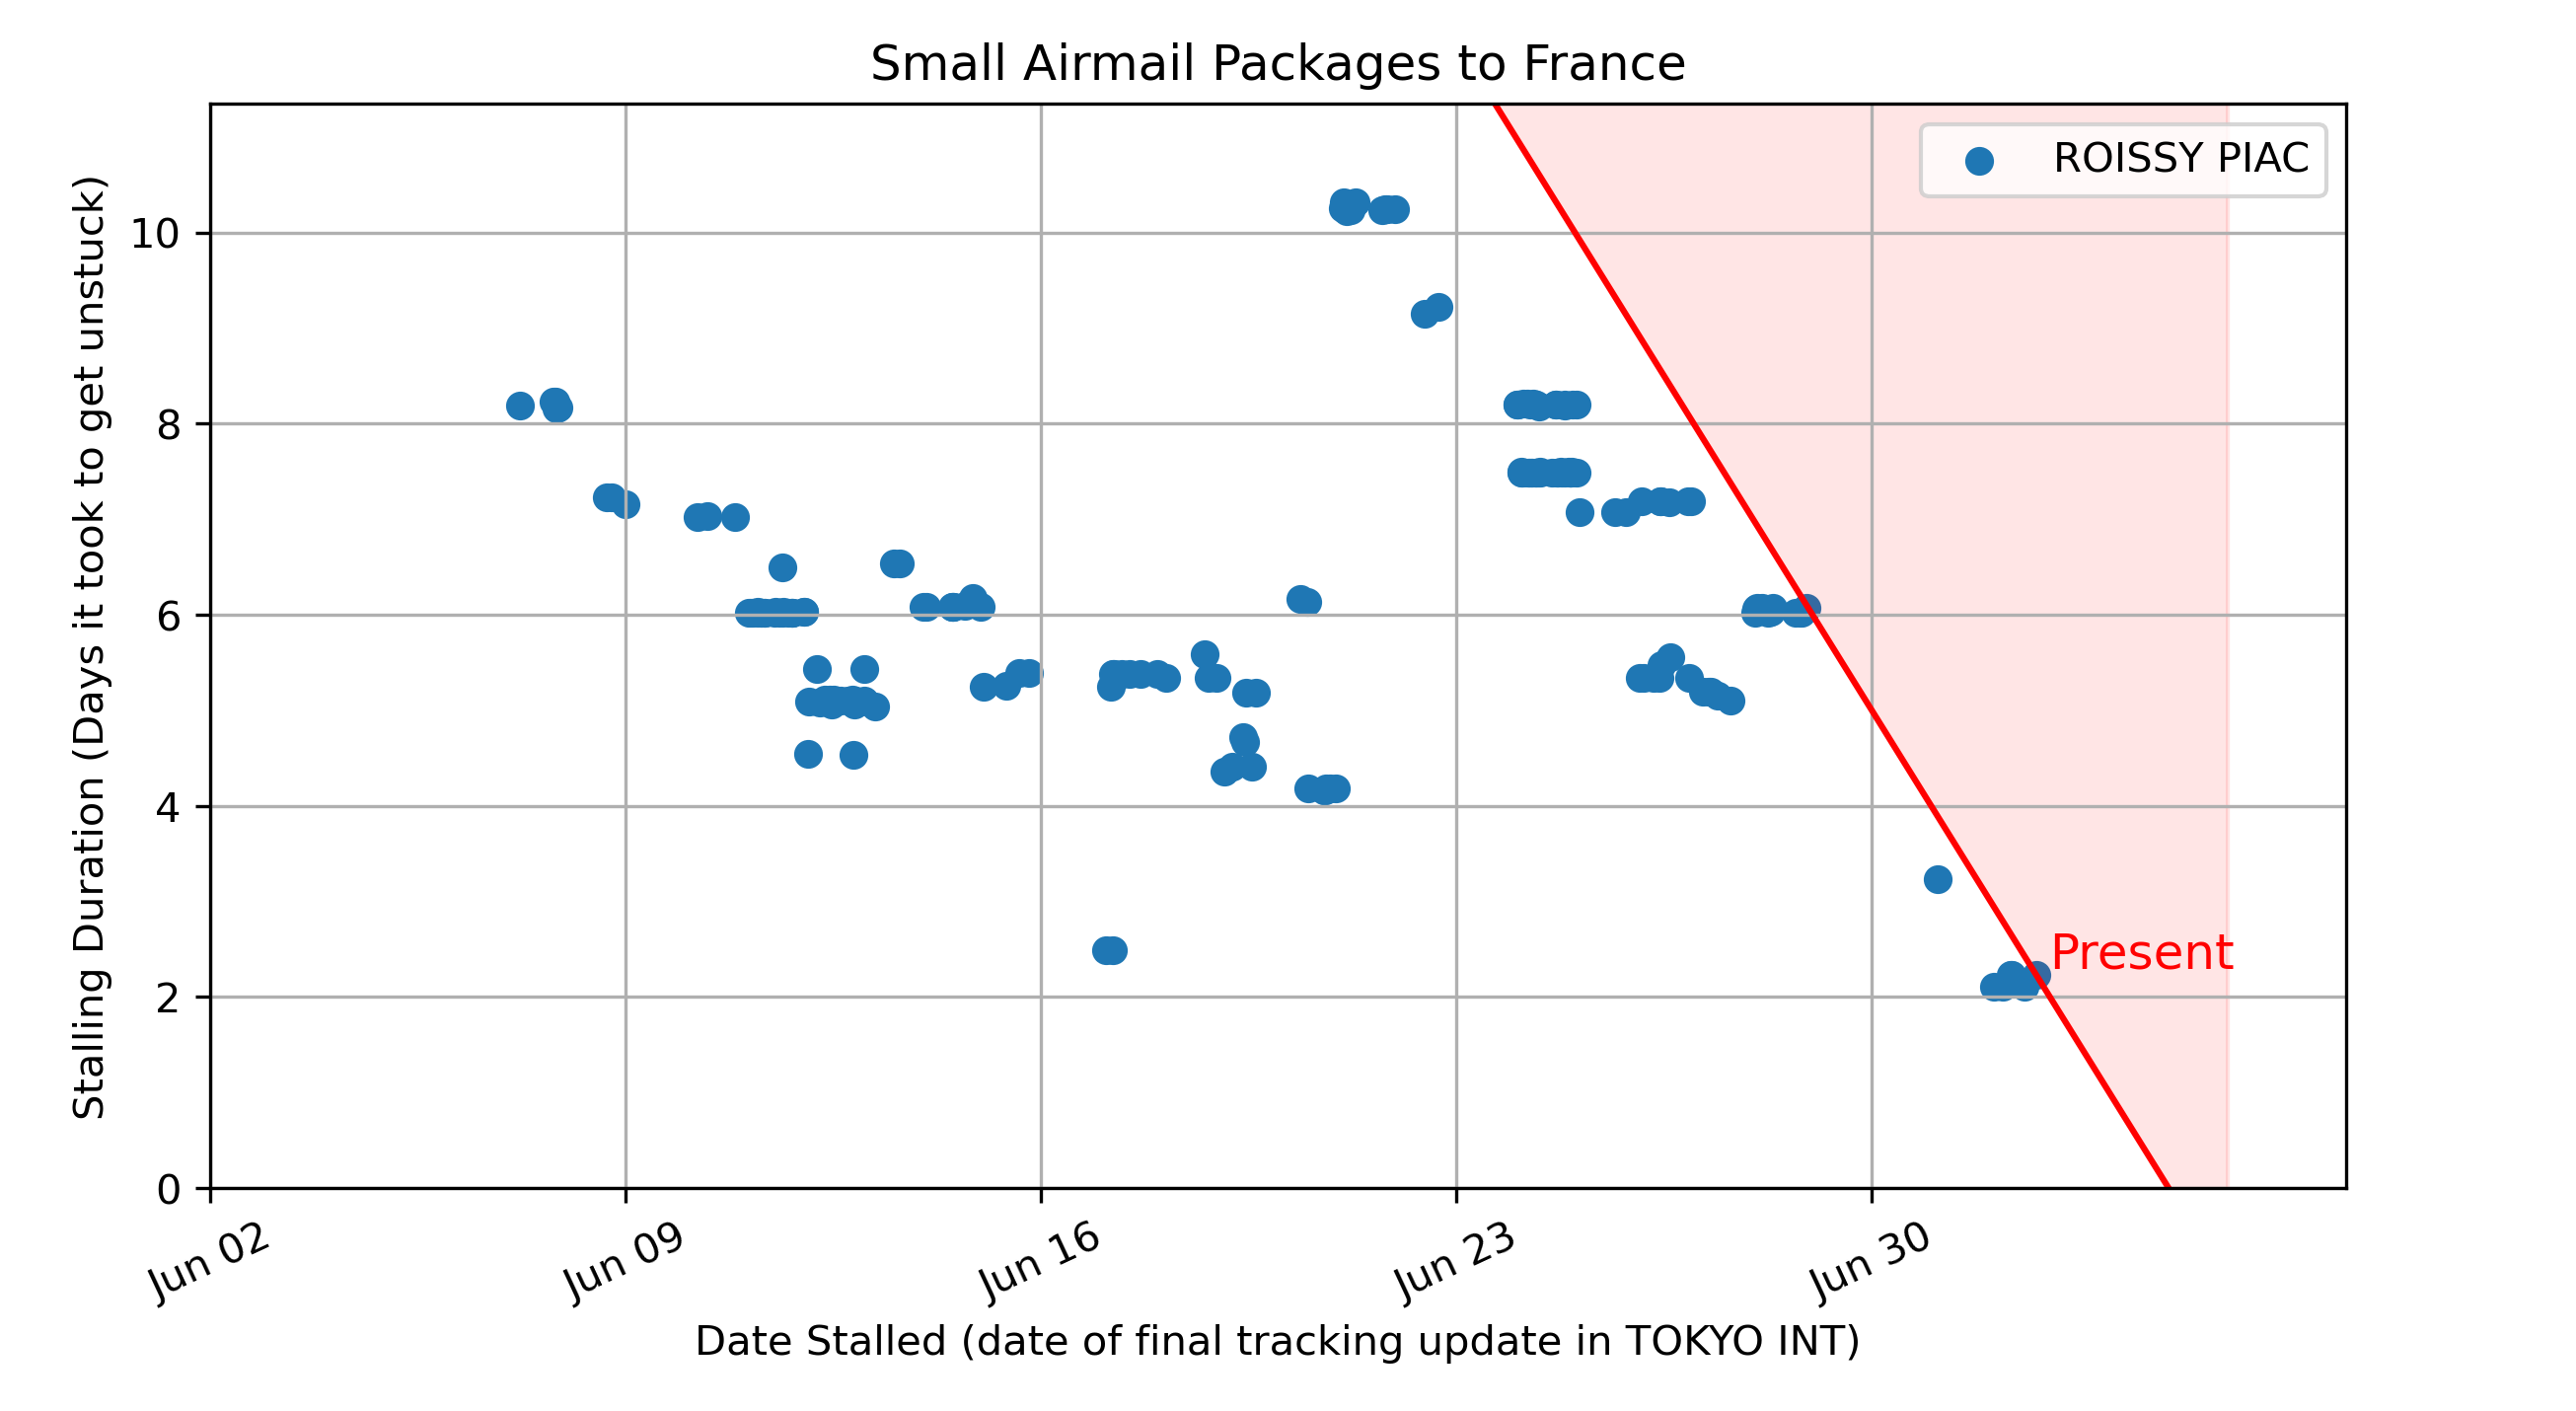 Small Airmail Packages to France
ROISSY PIAC
Stalling Duration (Days it took to get unstuck)
10
8
6
4
2
0
Present
Jun 02
Jun 09
Jun 16
Jun 23
Jun 30
Date Stalled (date of final tracking update in TOKYO INT)